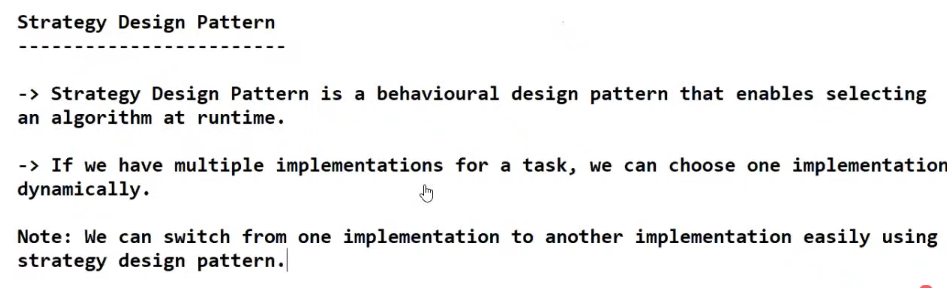 Strategy Design Pattern
------------------------
-> Strategy Design Pattern is a behavioural design pattern that enables selecting
an algorithm at runtime.
-> If we have multiple implementations for a task, we can choose one implementation
dynamically.
Note: We can switch from one implementation to another implementation easily using
strategy design pattern.